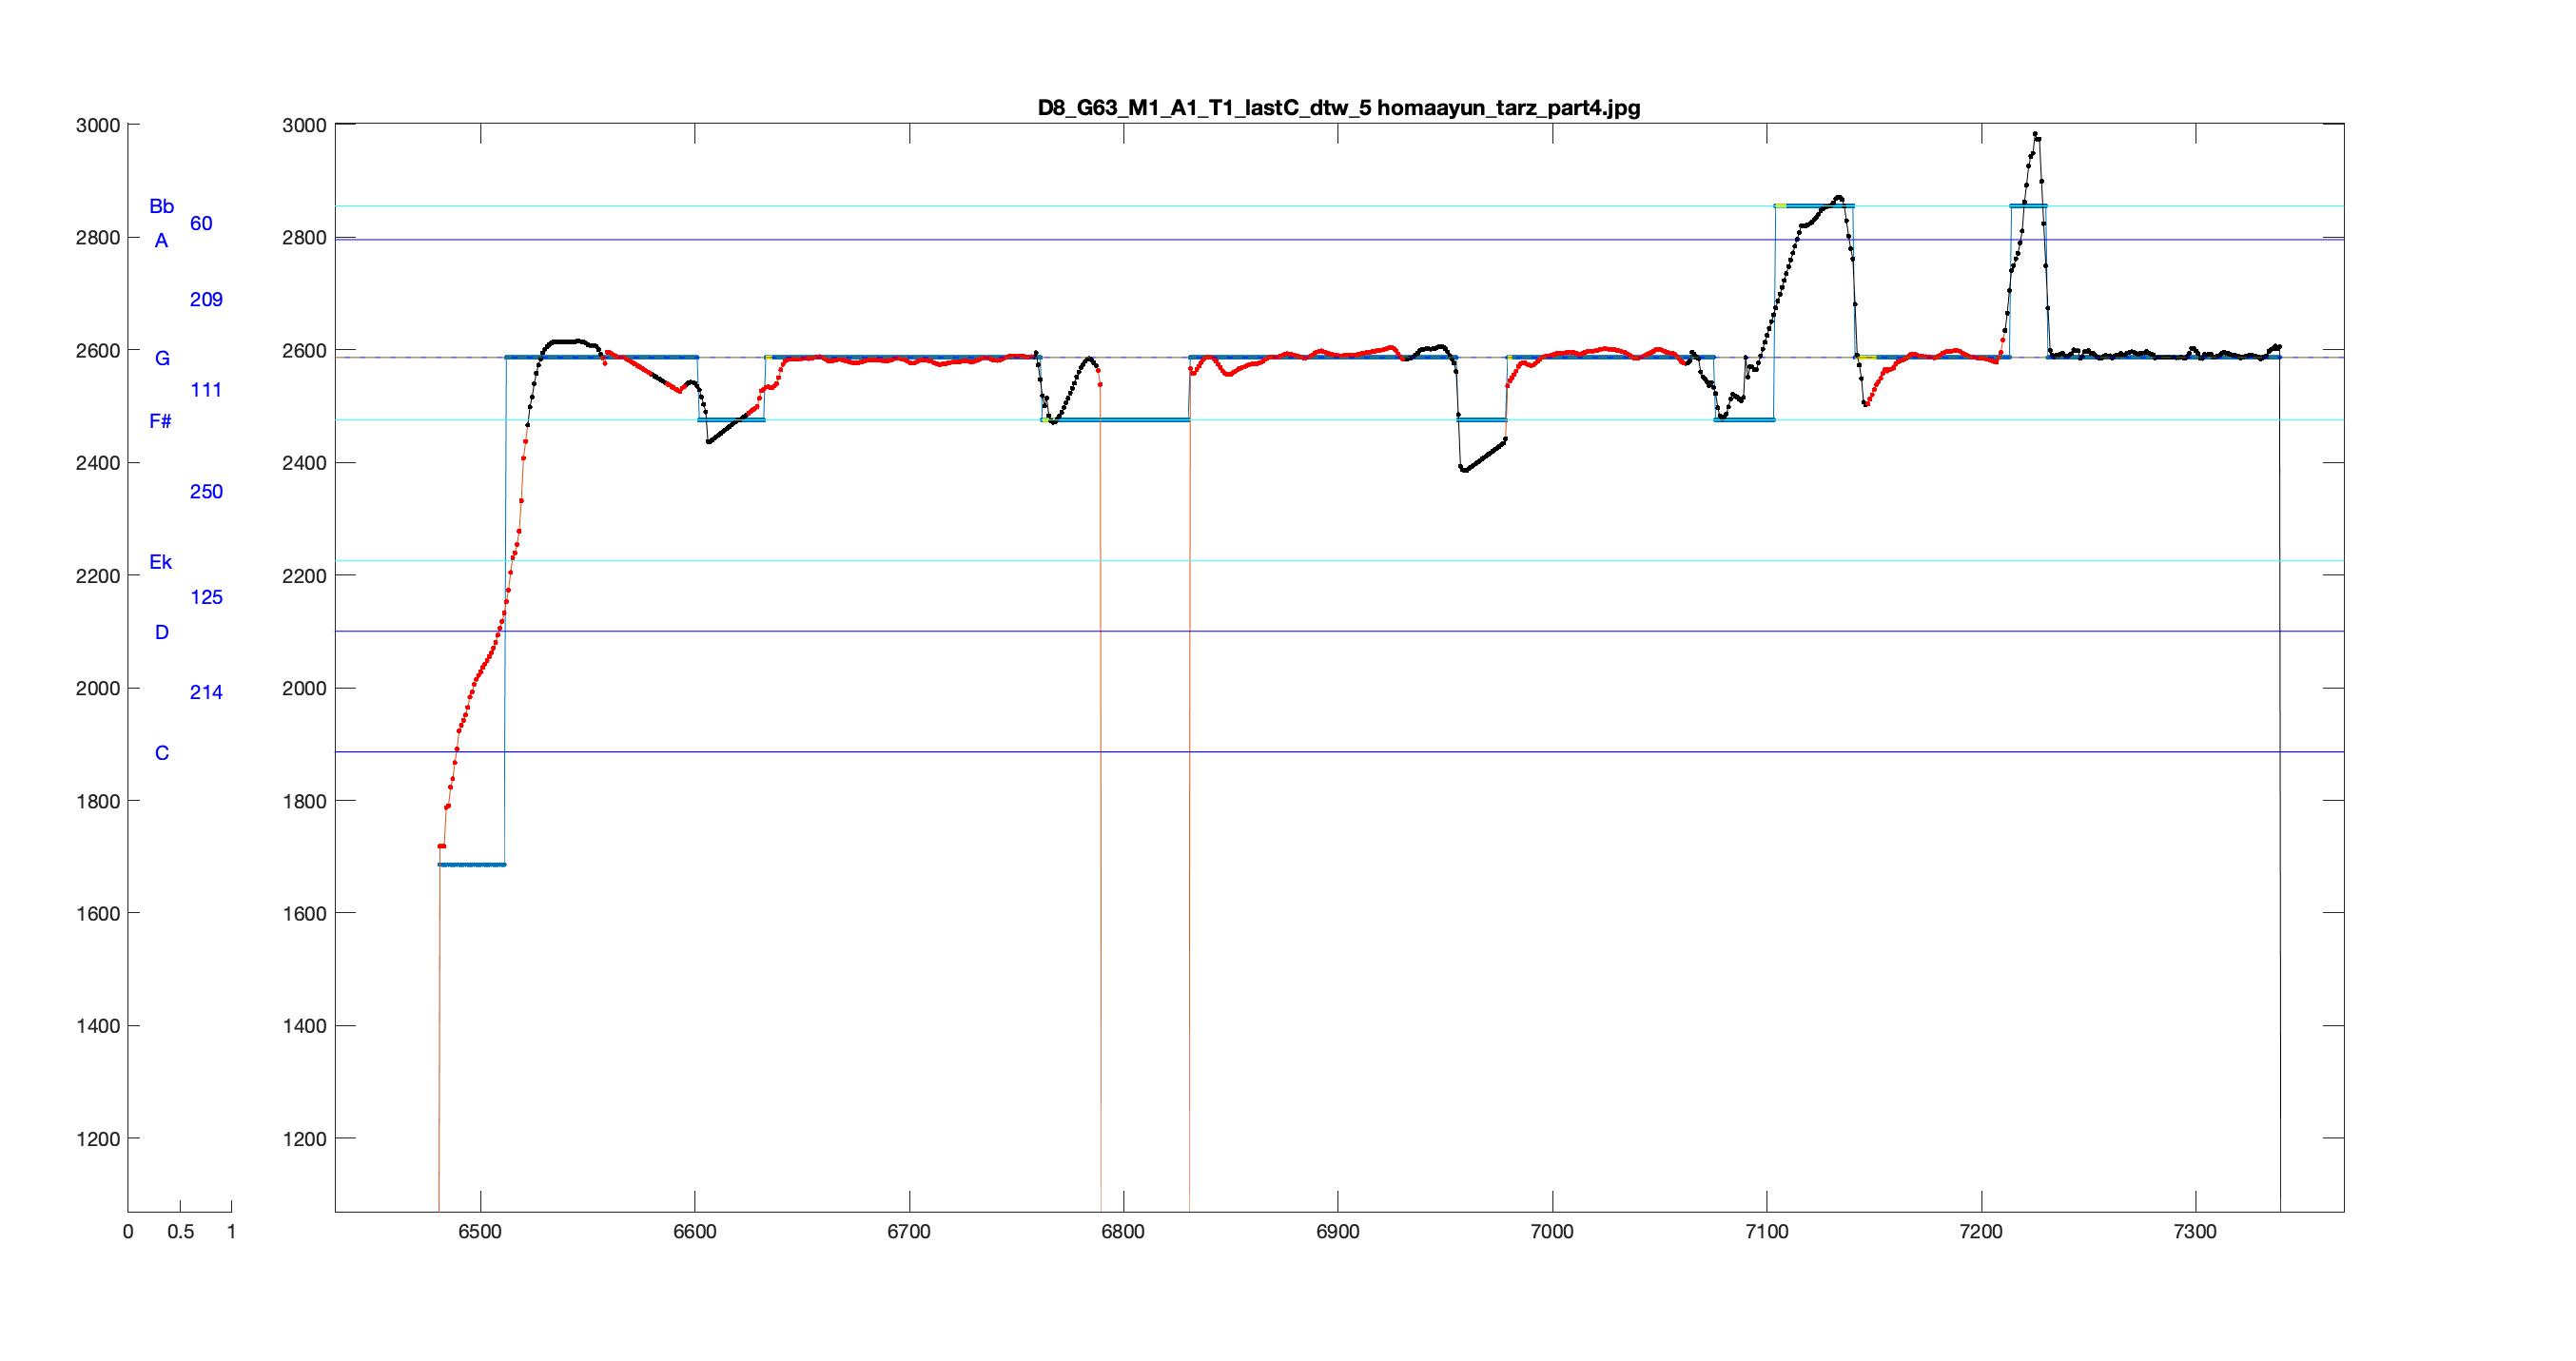 D8_G63_M1_A1_T1_lastC_dtw_5 homaayun_tarz_part4.jpg
3000 3000
Bb
60
2800 A 2800
209
2600 G 2600
111
F#
2400 2400
250
Ek
2200 2200
125
D
2000 214 2000
C
1800 1800
1600 1600
1400 1400
1200 1200
0 0.5 1 6500 6600 6700 6800 6900 7000 7100 7200 7300